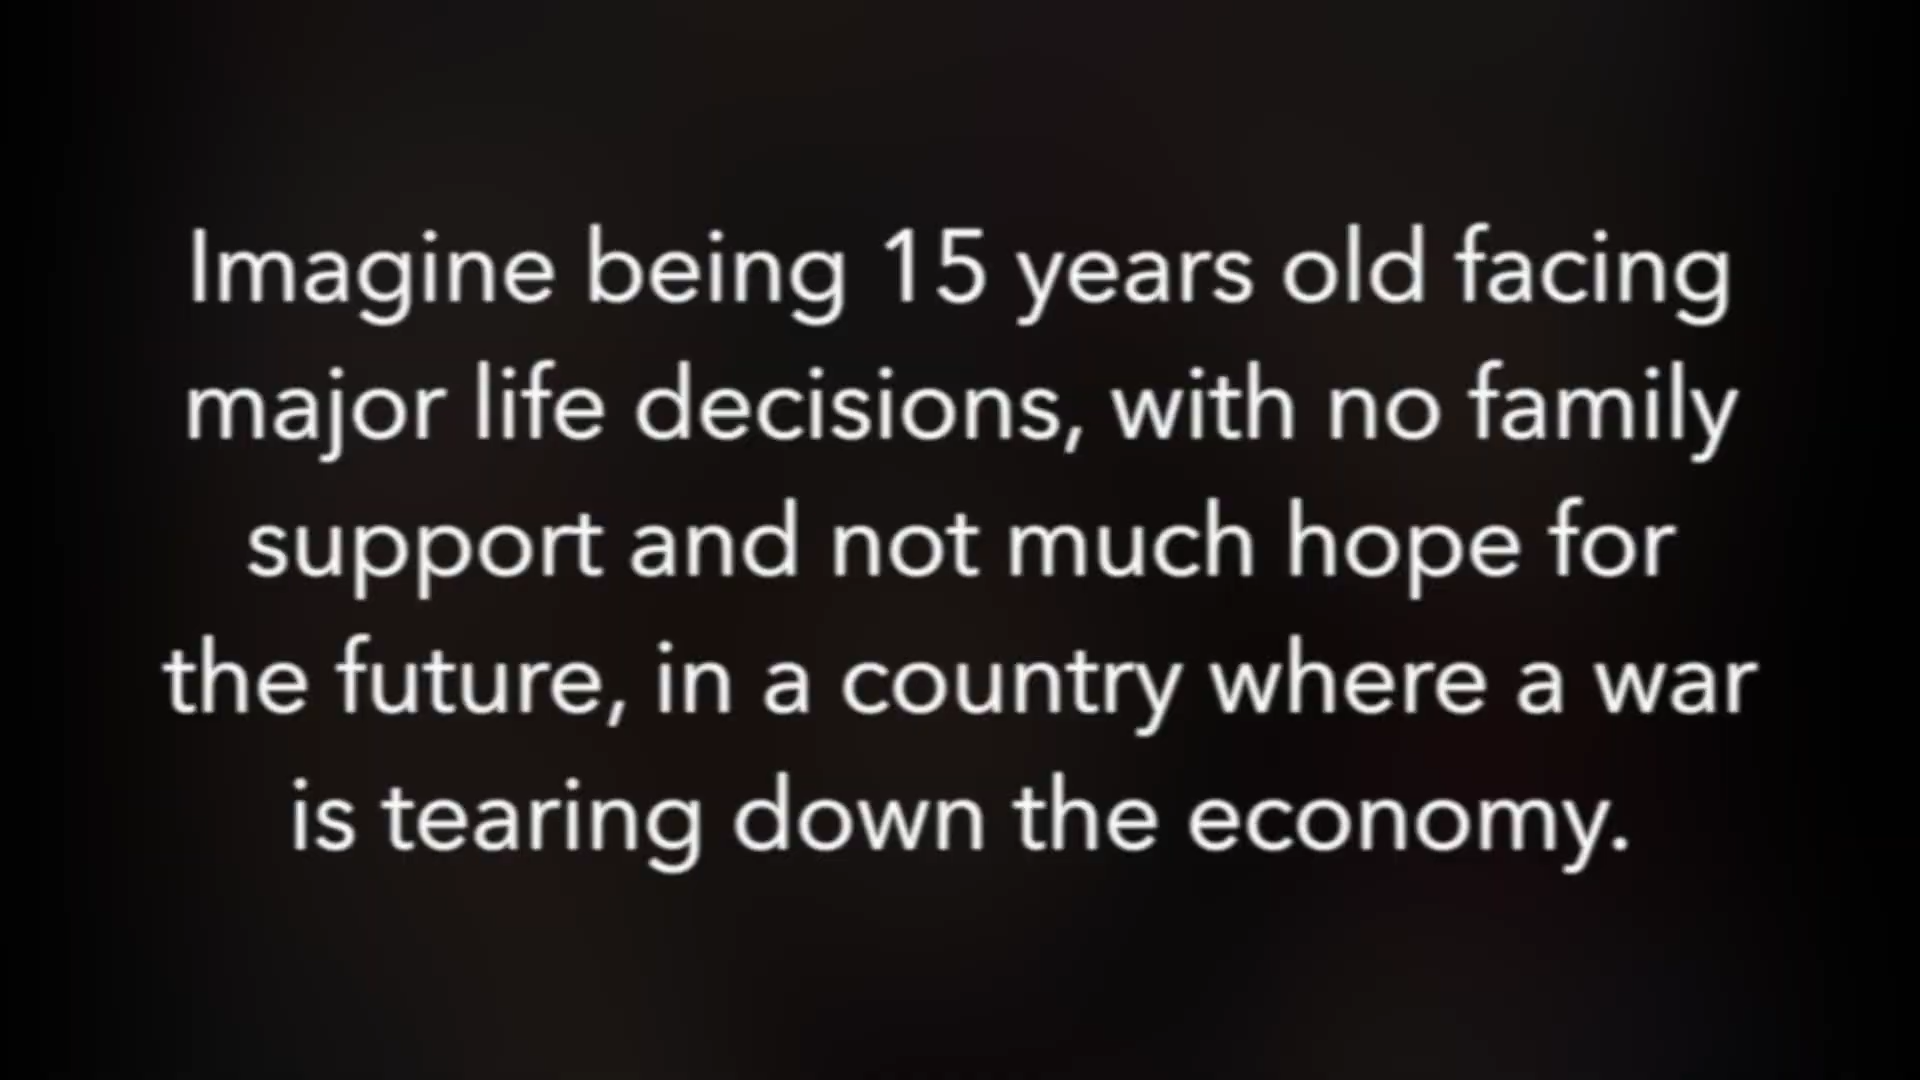 Imagine being 15 years old facing
major life decisions, with no family
support and not much hope for
the future, in a country where a war
is tearing down the economy.